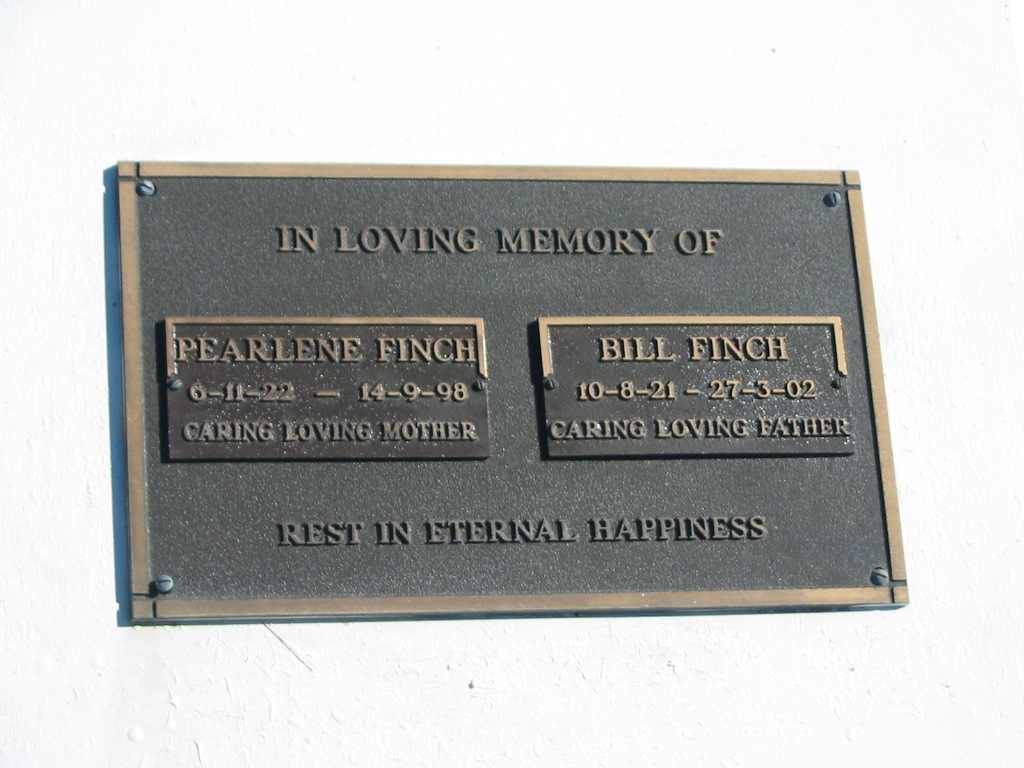 IN LOVING MEMORY OF
PEARLENE FINCH
6-11-22 — 14-9-98
CARING LOVING MOTHER
BILL FINCH
10-8-21 - 27-3-02
CARING LOVING FATHER
REST IN ETERNAL HAPPINESS